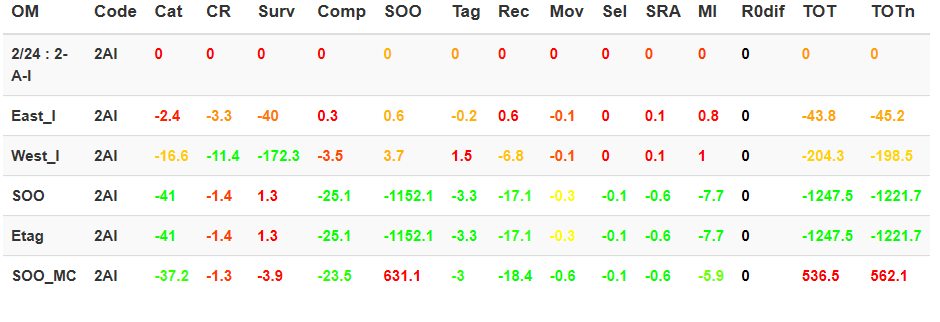 OM Code Cat CR Surv Comp SOO Tag Rec Mov Sel SRA MI R0dif TOT TOTn
2/24 : 2-
A-I 2AI 0 0 0 0 0 0 0 0 0 0 0 0 0 0
East_I 2AI -2.4 -3.3 -40 0.3 0.6 -0.2 0.6 -0.1 0 0.1 0.8 0 -43.8 -45.2
West_I 2AI -16.6 -11.4 -172.3 -3.5 3.7 1.5 -6.8 -0.1 0 0.1 1 0 -204.3 -198.5
SOO 2AI -41 -1.4 1.3 -25.1 -1152.1 -3.3 -17.1 -0.3 -0.1 -0.6 -7.7 0 -1247.5 -1221.7
Etag 2AI -41 -1.4 1.3 -25.1 -1152.1 -3.3 -17.1 -0.3 -0.1 -0.6 -7.7 0 -1247.5 -1221.7
SOO_MC 2AI -37.2 -1.3 -3.9 -23.5 631.1 -3 -18.4 -0.6 -0.1 -0.6 -5.9 0 536.5 562.1